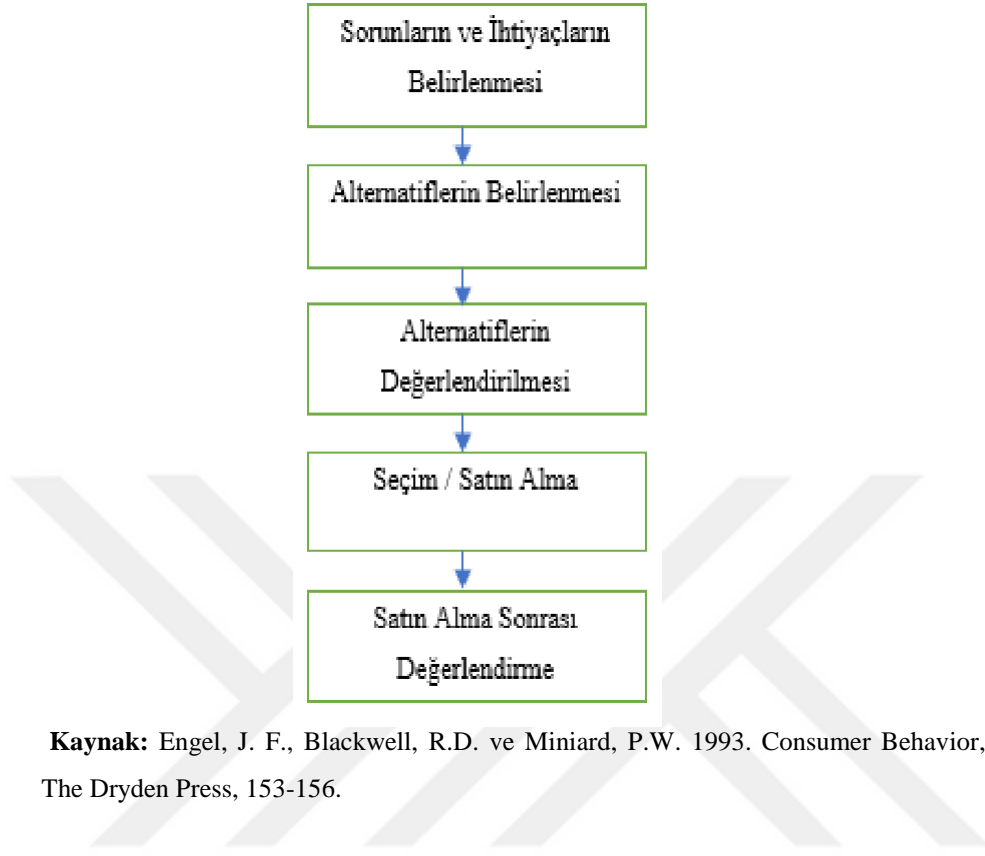 Sorunların ve İhtiyaçların
Belirlenmesi
Alternatiflerin Belirlenmesi
Alternatiflerin
Değerlendirilmesi
Seçim / Satın Alma
Satın Alma Sonrası
Değerlendirme
Kaynak: Engel, J. F., Blackwell, R.D. ve Miniard, P.W. 1993. Consumer Behavior,
The Dryden Press, 153-156.